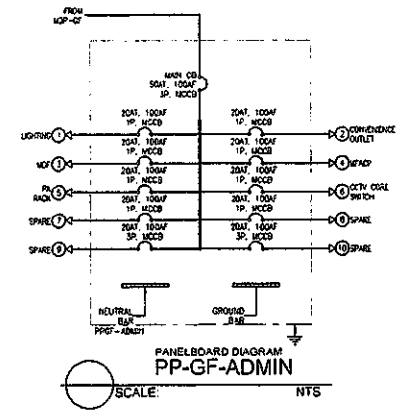 FROM
MDP-GF
MAIN CB
50AT, 100AF
3P, MCCB
20AT, 100AF
1P, MCCB
20AT, 100AF
1P, MCCB
LIGHTING 1
2 CONVENIENCE
OUTLET
20AT, 100AF
1P, MCCB
20AT, 100AF
1P, MCCB
MDF 3
4 MFACP
20AT, 100AF
1P, MCCB
20AT, 100AF
1P, MCCB
PA
RACK 5
6 CCTV CORE
SWITCH
20AT, 100AF
1P, MCCB
20AT, 100AF
1P, MCCB
SPARE 7
8 SPARE
20AT, 100AF
3P, MCCB
20AT, 100AF
3P, MCCB
SPARE 9
10 SPARE
NEUTRAL
BAR
GROUND
BAR
PPGF-ADMIN
PANELBOARD DIAGRAM
PP-GF-ADMIN
SCALE: NTS